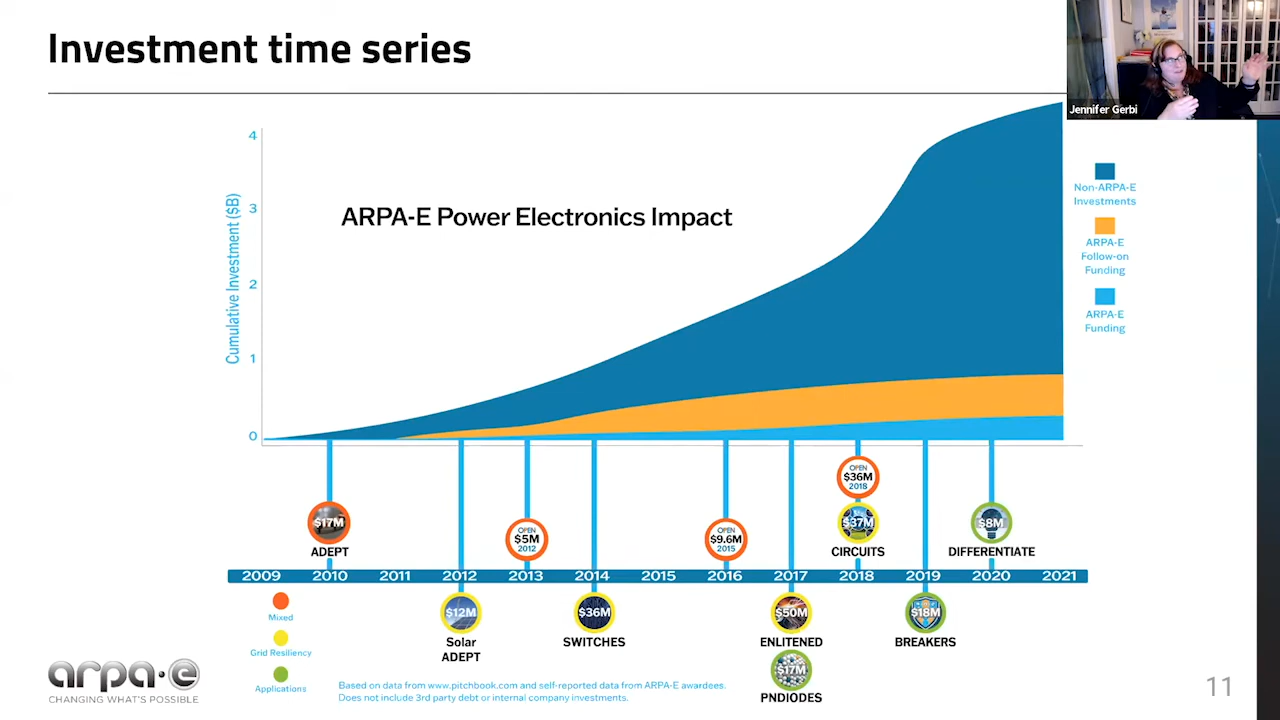 Investment time series
Jennifer Gerbi
4
3
2
1
0
Cumulative Investment ($B)
ARPA-E Power Electronics Impact
Non-ARPA-E
Investments
ARPA-E
Follow-on
Funding
ARPA-E
Funding
$17M
ADEPT
OPEN
$5M
2012
OPEN
$9.6M
2015
OPEN
$36M
2018
$37M
CIRCUITS
$8M
DIFFERENTIATE
2009 2010 2011 2012 2013 2014 2015 2016 2017 2018 2019 2020 2021
Mixed
Grid Resiliency
Applications
$12M
Solar
ADEPT
$36M
SWITCHES
$50M
ENLITENED
$17M
PNDIODES
$18M
BREAKERS
arpa·e
CHANGING WHAT'S POSSIBLE
Based on data from www.pitchbook.com and self-reported data from ARPA-E awardees.
Does not include 3rd party debt or internal company investments.
11